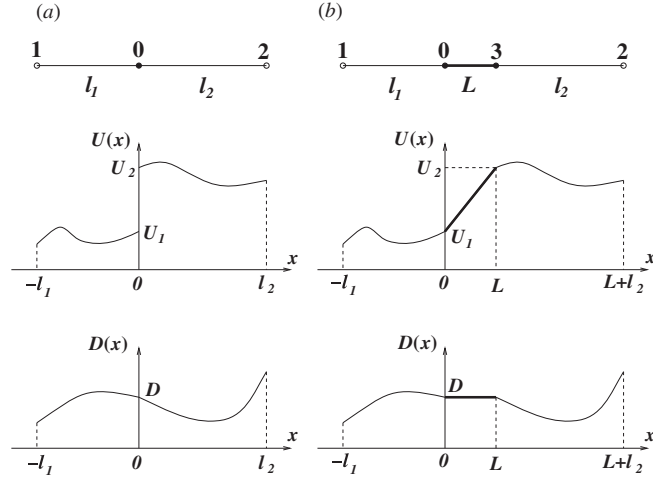 (a)
1 0 2
l1 l2
U(x)
U2
U1
−l1 0 l2 x
D(x)
D
−l1 0 l2 x
(b)
1 0 3 2
l1 L l2
U(x)
U2
U1
−l1 0 L L+l2 x
D(x)
D
−l1 0 L L+l2 x